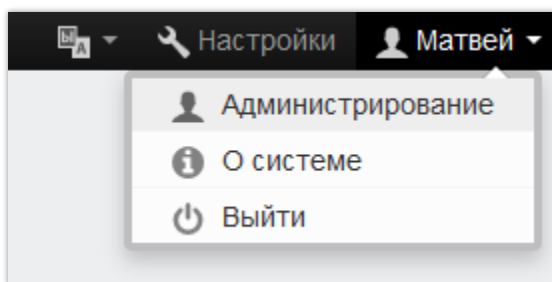 Ы A Настройки Матвей
Администрирование
О системе
Выйти